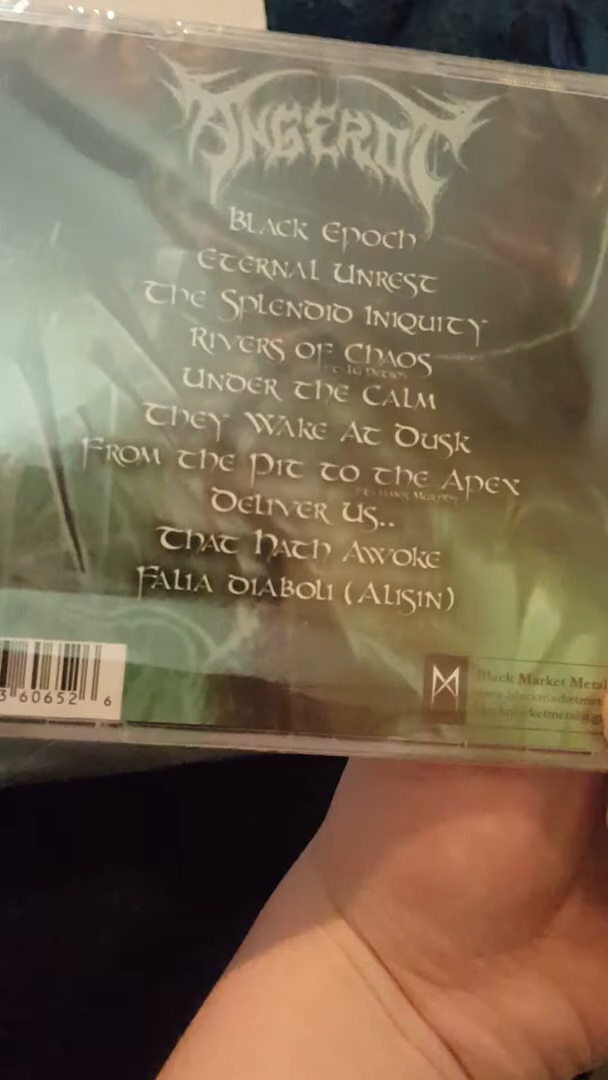 ANGEROT
BLACK EPOCH
ETERNAL UNREST
THE SPLENDID INIQUITY
RIVERS OF CHAOS
UNDER THE CALM
THEY WAKE AT DUSK
FROM THE PIT TO THE APEX
DELIVER US..
THAT HATH AWOKE
FALIA DIABOLI (ALISIN)
3 60652 6
Black Market Metal